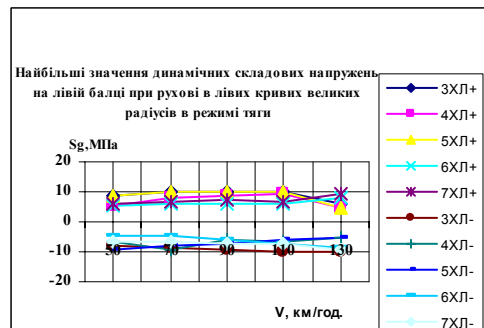 Найбільші значення динамічних складових напружень
на лівій балці при рухові в лівих кривих великих
радіусів в режимі тяги
Sg,МПа
20
10
0
-10
-20
50 70 90 110 130
V, км/год.
3ХЛ+
4ХЛ+
5ХЛ+
6ХЛ+
7ХЛ+
3ХЛ-
4ХЛ-
5ХЛ-
6ХЛ-
7ХЛ-